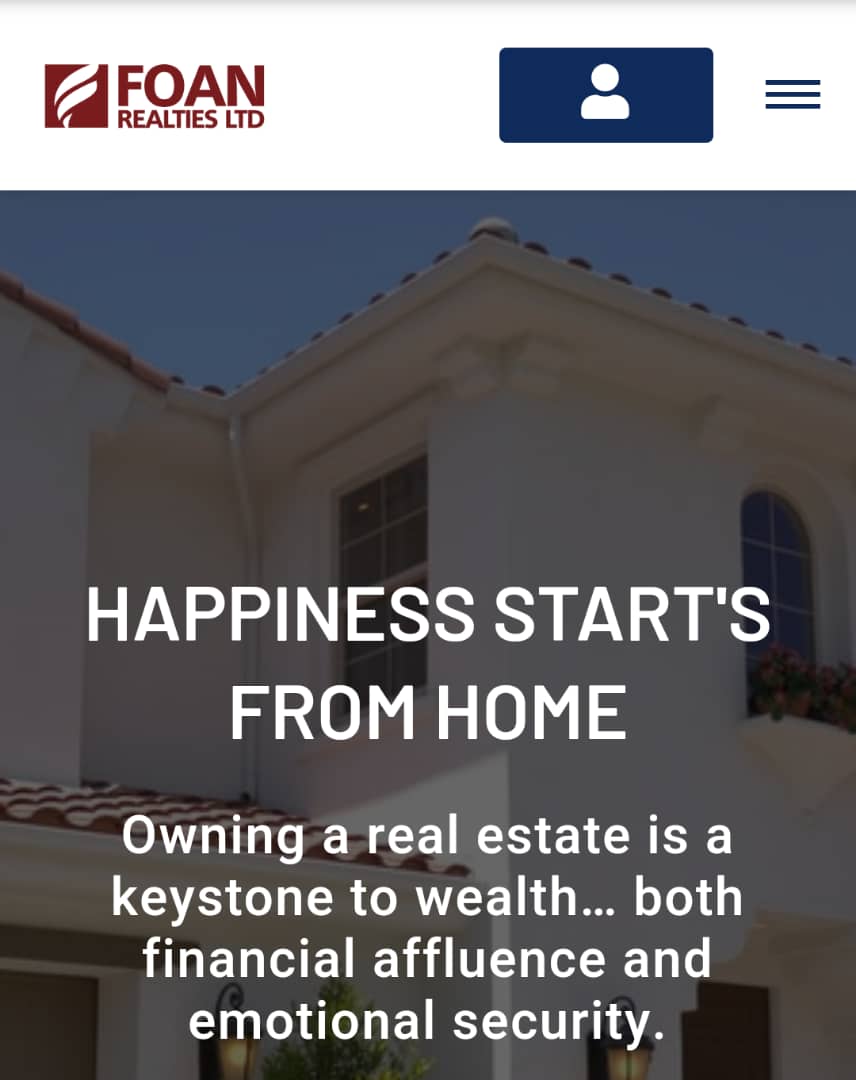 FOAN
REALTIES LTD
HAPPINESS START'S
FROM HOME
Owning a real estate is a
keystone to wealth... both
financial affluence and
emotional security.